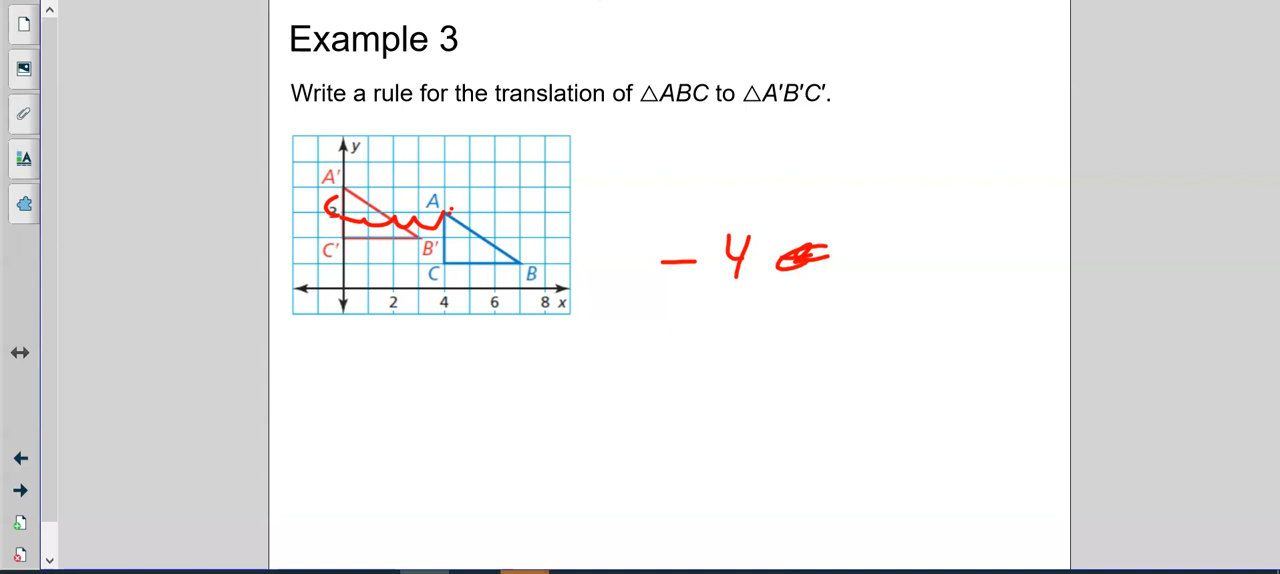 Example 3
Write a rule for the translation of △ABC to △A′B′C′.
y
A′
A
C′
B′
C
B
2 4 6 8 x
– 4